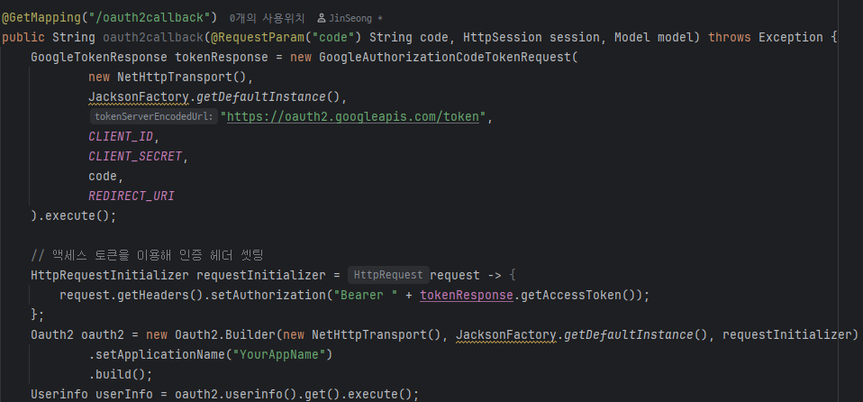 @GetMapping("/oauth2callback") 0개의 사용위치 JinSeong *
public String oauth2callback(@RequestParam("code") String code, HttpSession session, Model model) throws Exception {
GoogleTokenResponse tokenResponse = new GoogleAuthorizationCodeTokenRequest(
new NetHttpTransport(),
JacksonFactory.getDefaultInstance(),
tokenServerEncodedUrl: "https://oauth2.googleapis.com/token",
CLIENT_ID,
CLIENT_SECRET,
code,
REDIRECT_URI
).execute();
// 액세스 토큰을 이용해 인증 헤더 셋팅
HttpRequestInitializer requestInitializer = HttpRequest request -> {
request.getHeaders().setAuthorization("Bearer " + tokenResponse.getAccessToken());
};
Oauth2 oauth2 = new Oauth2.Builder(new NetHttpTransport(), JacksonFactory.getDefaultInstance(), requestInitializer)
.setApplicationName("YourAppName")
.build();
Userinfo userInfo = oauth2.userinfo().get().execute();